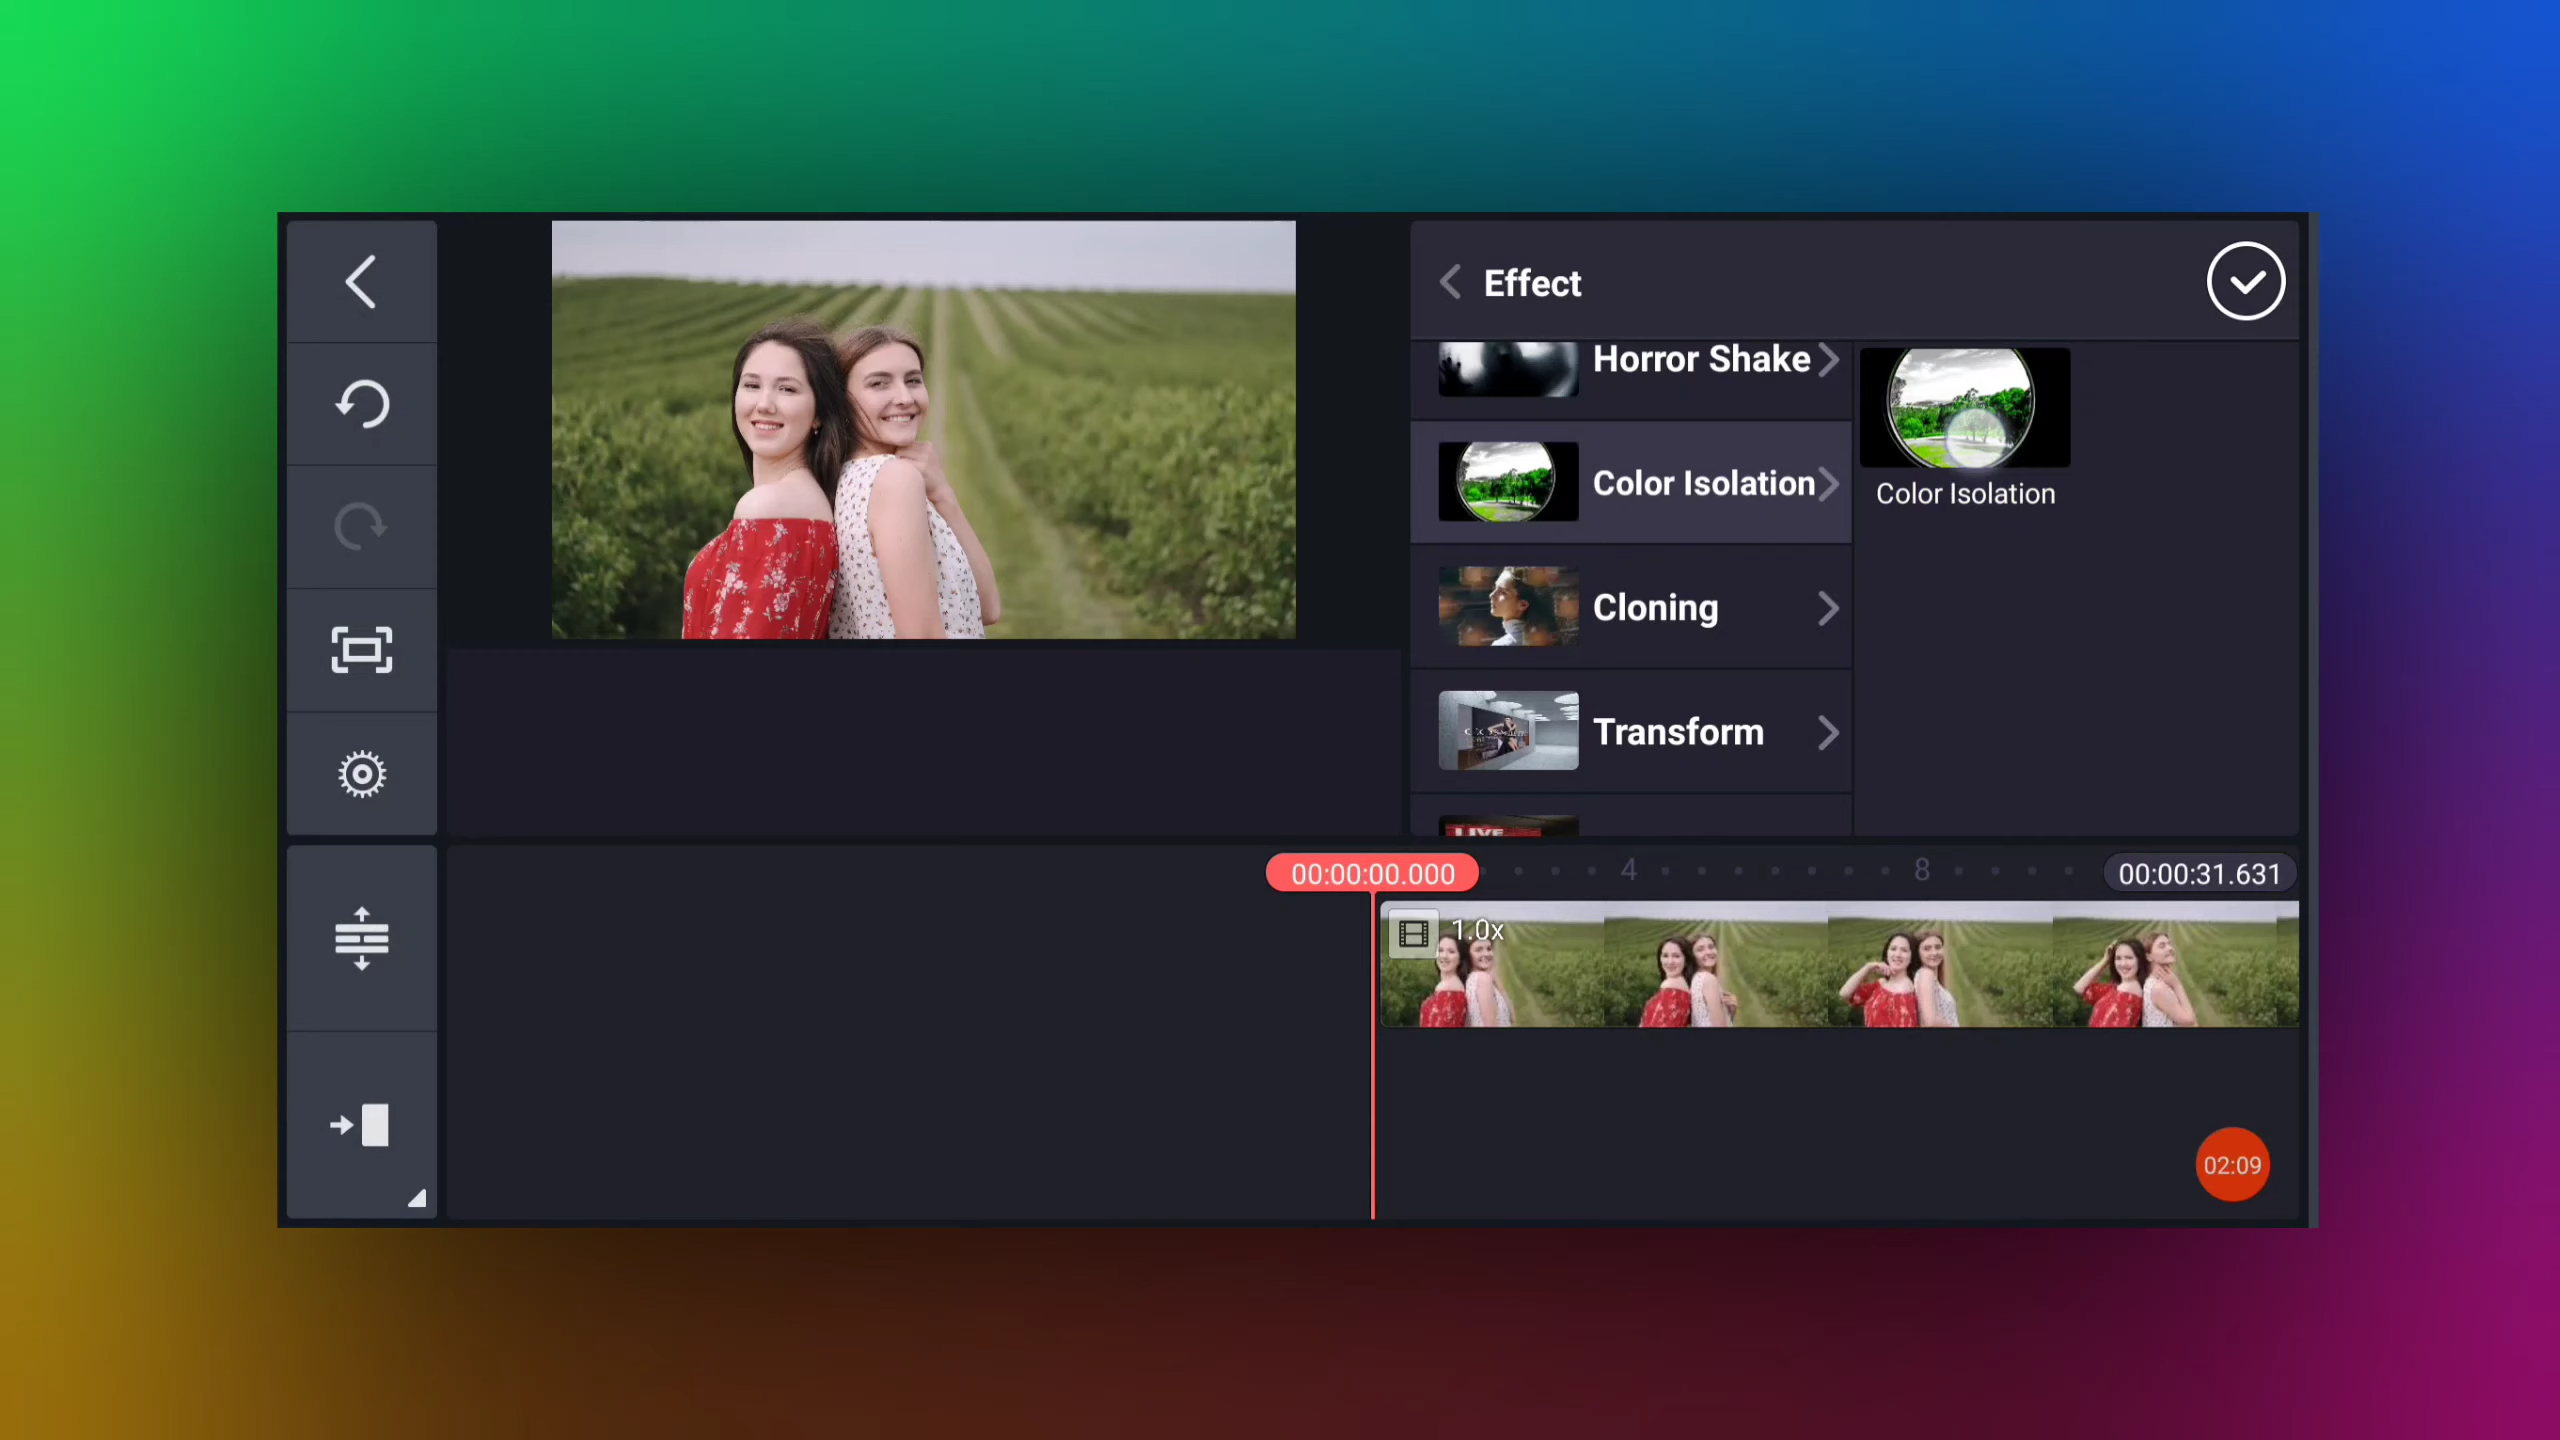 Effect
Horror Shake
Color Isolation
Color Isolation
Cloning
Transform
LIVE
00:00:00.000
4
8
00:00:31.631
1.0x
02:09